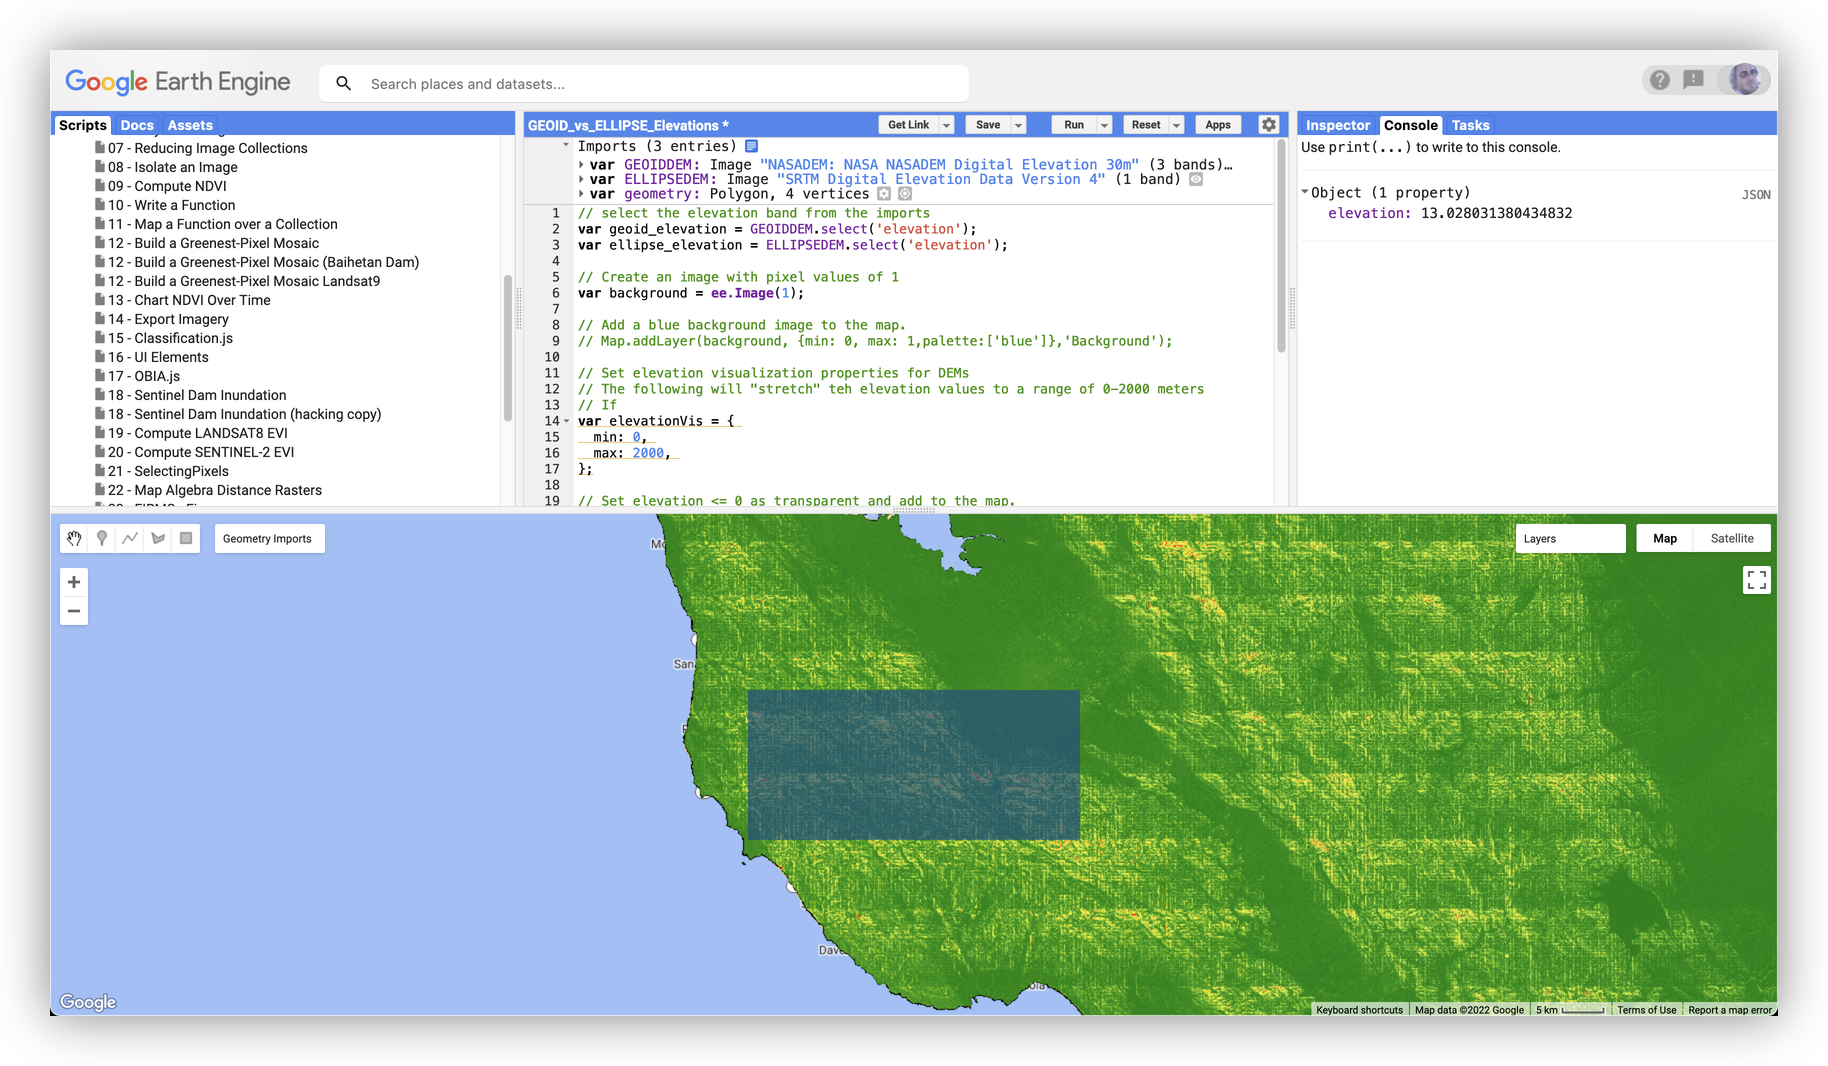 Google Earth Engine
Search places and datasets...
Scripts Docs Assets
07 - Reducing Image Collections
08 - Isolate an Image
09 - Compute NDVI
10 - Write a Function
11 - Map a Function over a Collection
12 - Build a Greenest-Pixel Mosaic
12 - Build a Greenest-Pixel Mosaic (Baihetan Dam)
12 - Build a Greenest-Pixel Mosaic Landsat9
13 - Chart NDVI Over Time
14 - Export Imagery
15 - Classification.js
16 - UI Elements
17 - OBIA.js
18 - Sentinel Dam Inundation
18 - Sentinel Dam Inundation (hacking copy)
19 - Compute LANDSAT8 EVI
20 - Compute SENTINEL-2 EVI
21 - SelectingPixels
22 - Map Algebra Distance Rasters
GEOID_vs_ELLIPSE_Elevations *
Get Link Save Run Reset Apps
Imports (3 entries)
var GEOIDDEM: Image "NASADEM: NASA NASADEM Digital Elevation 30m" (3 bands)…
var ELLIPSEDEM: Image "SRTM Digital Elevation Data Version 4" (1 band)
var geometry: Polygon, 4 vertices
1 // select the elevation band from the imports
2 var geoid_elevation = GEOIDDEM.select('elevation');
3 var ellipse_elevation = ELLIPSEDEM.select('elevation');
4
5 // Create an image with pixel values of 1
6 var background = ee.Image(1);
7
8 // Add a blue background image to the map.
9 // Map.addLayer(background, {min: 0, max: 1,palette:['blue']},'Background');
10
11 // Set elevation visualization properties for DEMs
12 // The following will "stretch" teh elevation values to a range of 0-2000 meters
13 // If
14 var elevationVis = {
15 min: 0,
16 max: 2000,
17 };
18
19 // Set elevation <= 0 as transparent and add to the map.
Inspector Console Tasks
Use print(...) to write to this console.
Object (1 property)
JSON
elevation: 13.028031380434832
Geometry Imports
Layers
Map Satellite
+
−
Mo
San
Dave
ola
Google
Keyboard shortcuts Map data ©2022 Google 5 km Terms of Use Report a map error